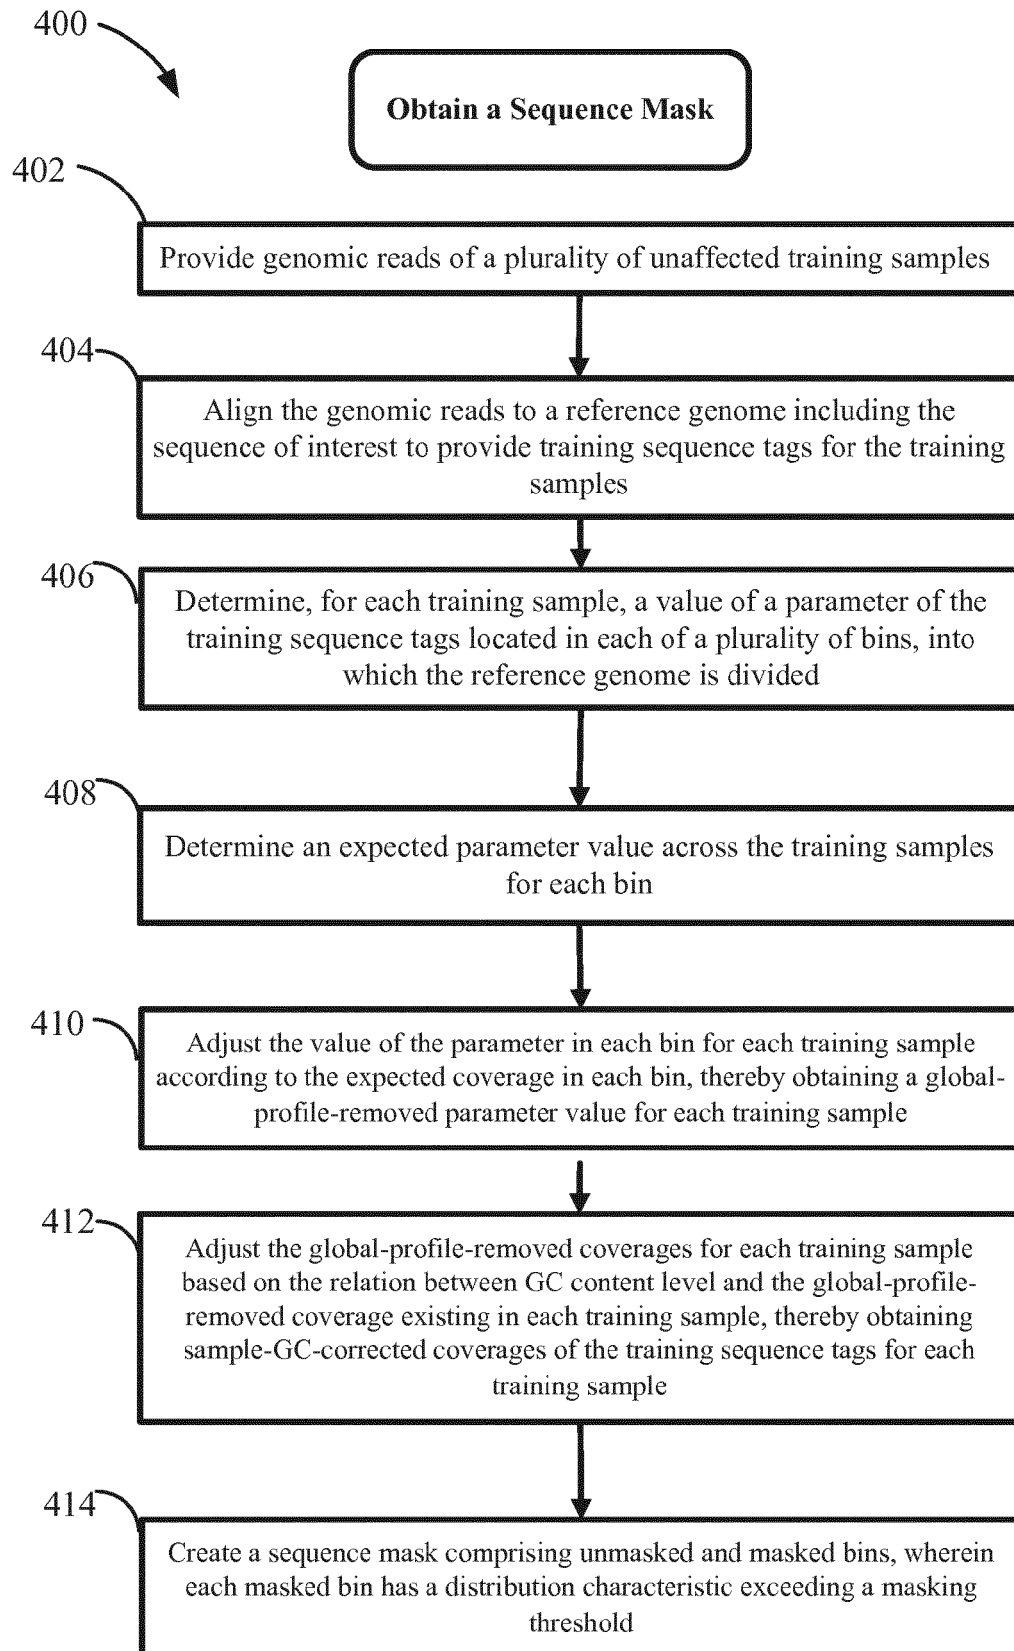 400
Obtain a Sequence Mask
402
Provide genomic reads of a plurality of unaffected training samples
404
Align the genomic reads to a reference genome including the
sequence of interest to provide training sequence tags for the training
samples
406
Determine, for each training sample, a value of a parameter of the
training sequence tags located in each of a plurality of bins, into
which the reference genome is divided
408
Determine an expected parameter value across the training samples
for each bin
410
Adjust the value of the parameter in each bin for each training sample
according to the expected coverage in each bin, thereby obtaining a global-
profile-removed parameter value for each training sample
412
Adjust the global-profile-removed coverages for each training sample
based on the relation between GC content level and the global-profile-
removed coverage existing in each training sample, thereby obtaining
sample-GC-corrected coverages of the training sequence tags for each
training sample
414
Create a sequence mask comprising unmasked and masked bins, wherein
each masked bin has a distribution characteristic exceeding a masking
threshold